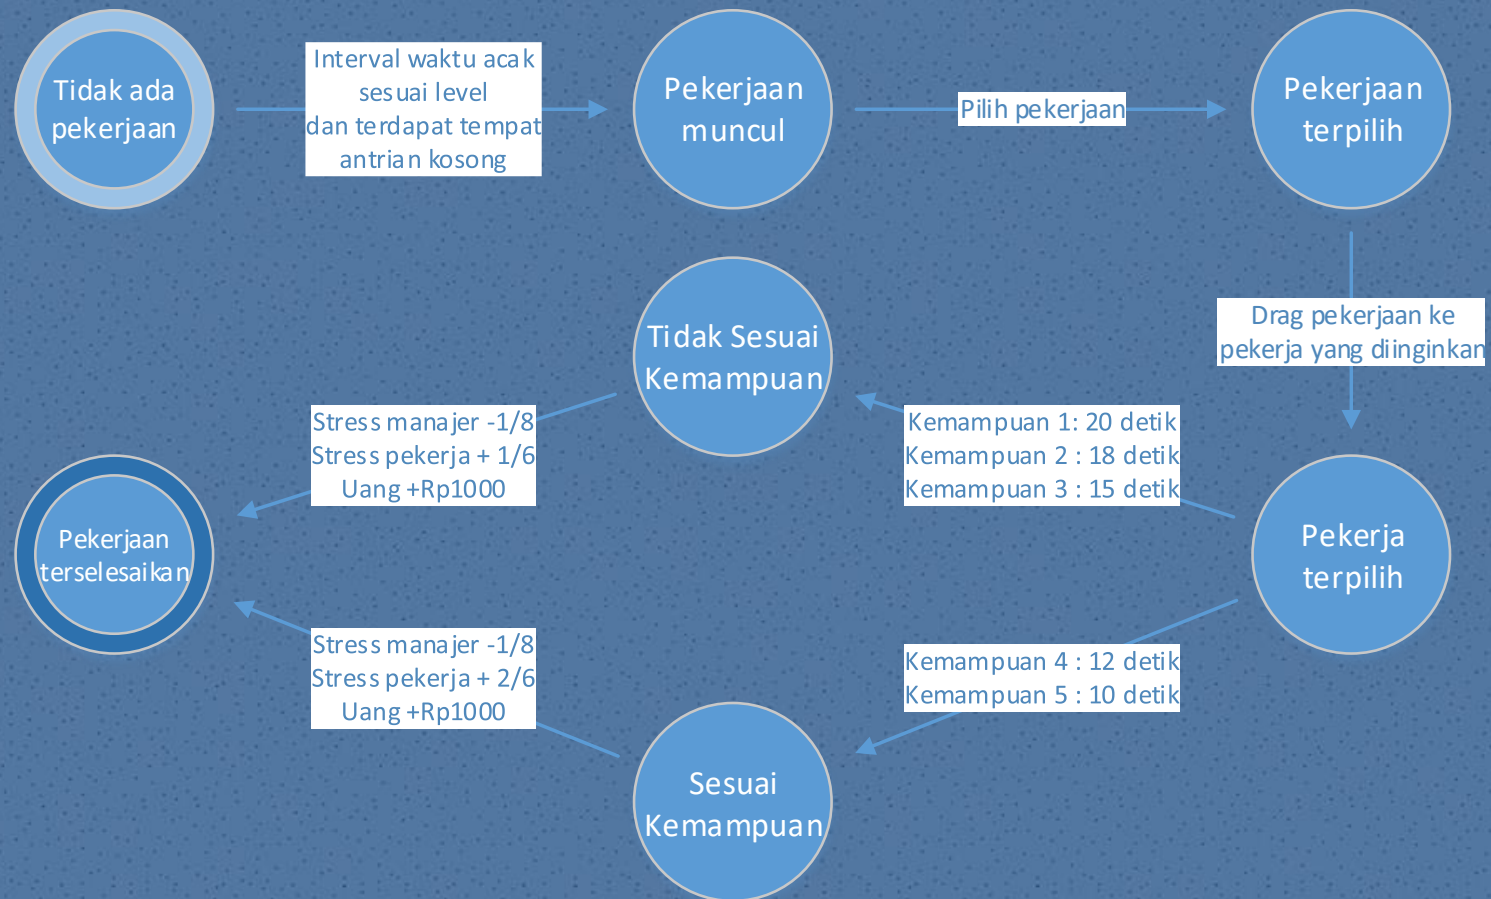 Tidak ada
pekerjaan
Interval waktu acak
sesuai level
dan terdapat tempat
antrian kosong
Pekerjaan
muncul
Pilih pekerjaan
Pekerjaan
terpilih
Drag pekerjaan ke
pekerja yang diinginkan
Tidak Sesuai
Kemampuan
Stress manajer -1/8
Stress pekerja + 1/6
Uang +Rp1000
Kemampuan 1: 20 detik
Kemampuan 2 : 18 detik
Kemampuan 3 : 15 detik
Pekerjaan
terselesaikan
Pekerja
terpilih
Stress manajer -1/8
Stress pekerja + 2/6
Uang +Rp1000
Kemampuan 4 : 12 detik
Kemampuan 5 : 10 detik
Sesuai
Kemampuan